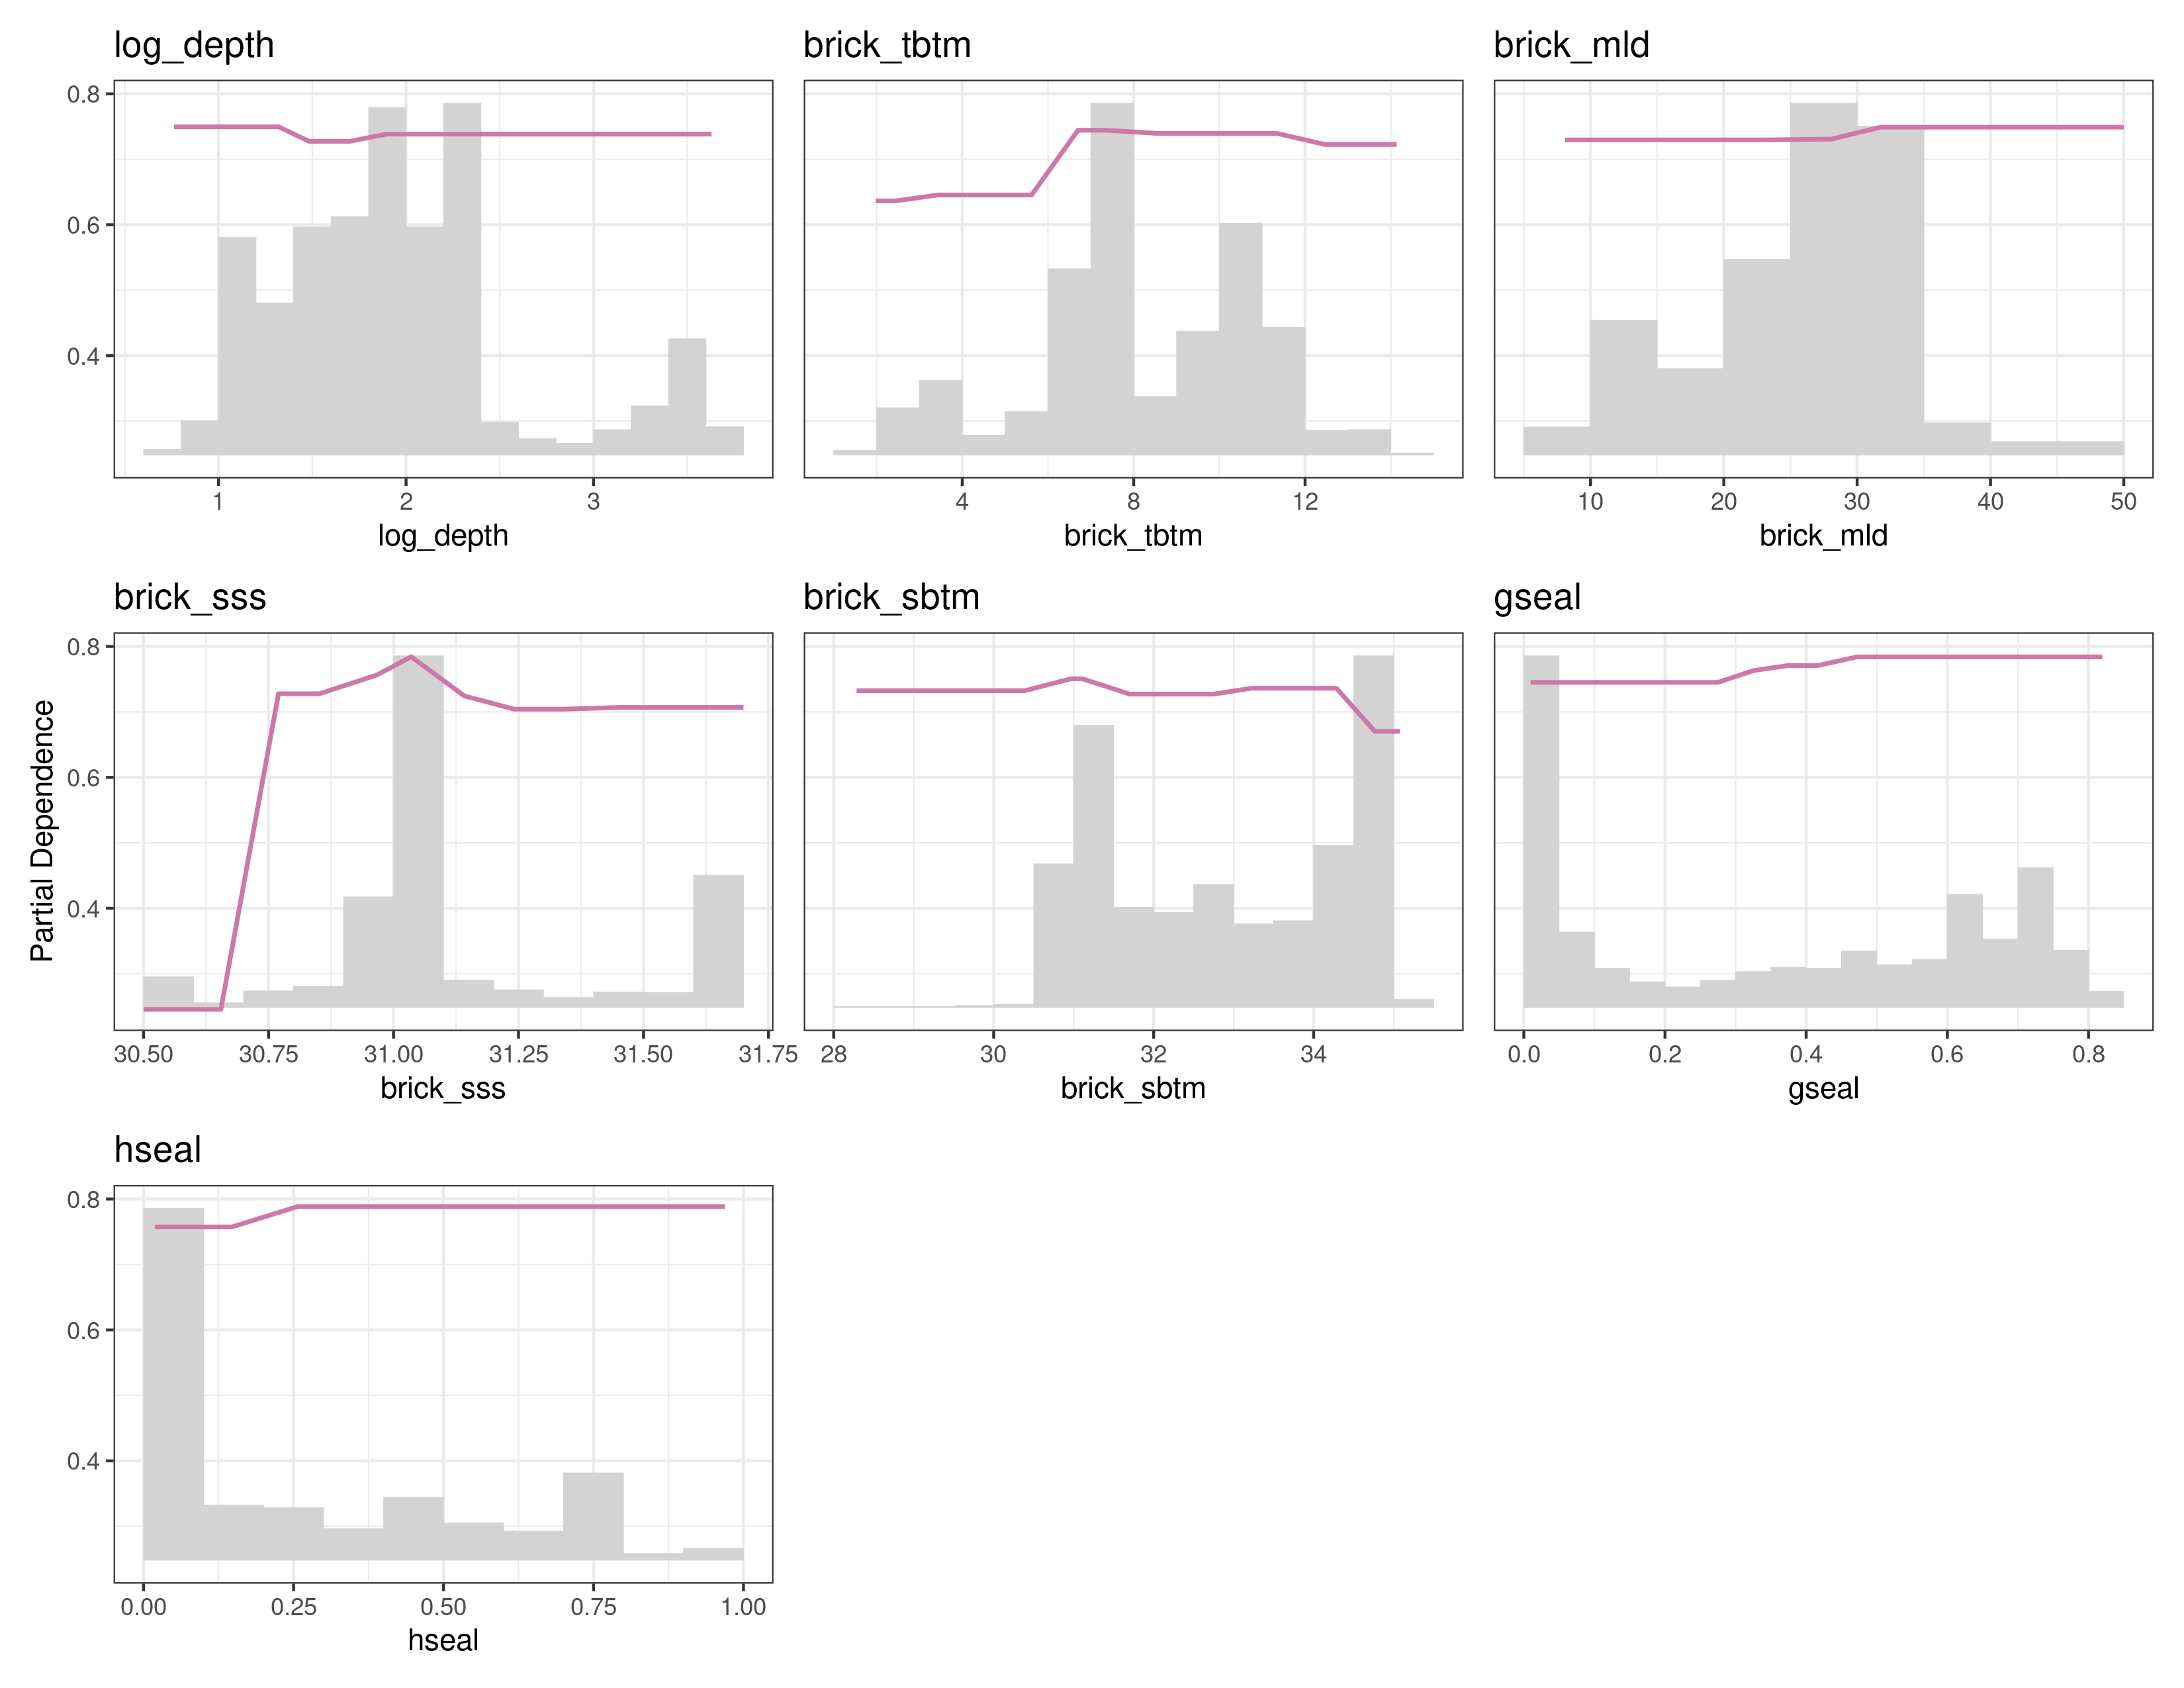 log_depth
brick_tbtm
brick_mld
0.8
0.6
0.4
1 2 3
4 8 12
10 20 30 40 50
log_depth
brick_tbtm
brick_mld
brick_sss
brick_sbtm
gseal
Partial Dependence
0.8
0.6
0.4
30.50 30.75 31.00 31.25 31.50 31.75
28 30 32 34
0.0 0.2 0.4 0.6 0.8
brick_sss
brick_sbtm
gseal
hseal
0.8
0.6
0.4
0.00 0.25 0.50 0.75 1.00
hseal